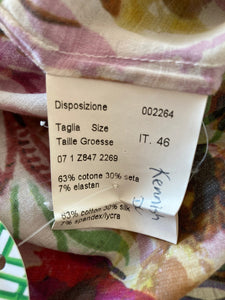 Disposizione 002264
Taglia Size
Taille Groesse IT. 46
07 1 Z847 2269
63% cotone 30% seta
7% elasten
63% cotton 30% silk
7% spandex/lycra